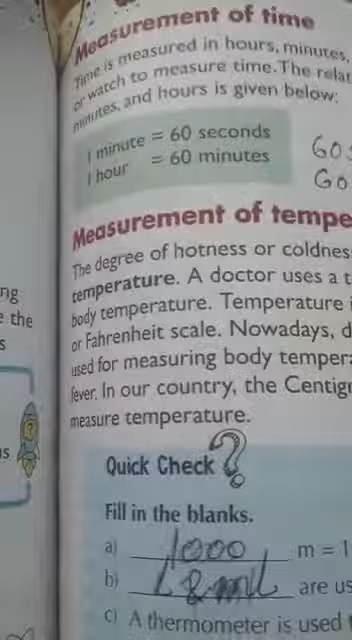 Measurement of time
Time is measured in hours, minutes,
or watch to measure time. The relat
minutes, and hours is given below:
1 minute = 60 seconds
1 hour = 60 minutes
60
60
Measurement of tempe
The degree of hotness or coldness
temperature. A doctor uses a t
body temperature. Temperature i
or Fahrenheit scale. Nowadays, d
used for measuring body tempera
fever. In our country, the Centigr
measure temperature.
ng
e the
s
?
ns
Quick Check ?
Fill in the blanks.
a) 1000 m = 1
b) are us
c) A thermometer is used